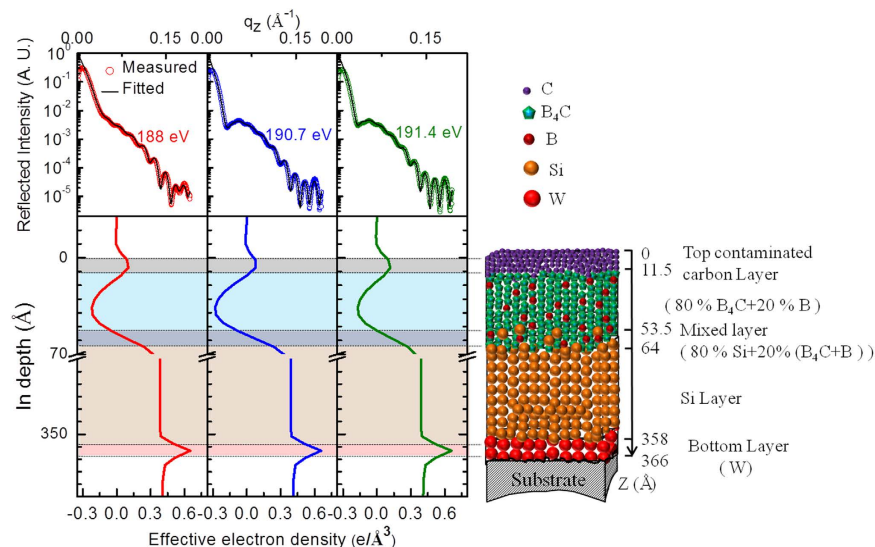 q_z (Å⁻¹)
0.00 0.15 0.00 0.15 0.00 0.15
Reflected Intensity (A. U.)
10⁰
10⁻¹
10⁻²
10⁻³
10⁻⁴
10⁻⁵
Measured
Fitted
188 eV
190.7 eV
191.4 eV
In depth (Å)
0
70
350
-0.3 0.0 0.3 0.6 -0.3 0.0 0.3 0.6 -0.3 0.0 0.3 0.6
Effective electron density (e/Å³)
C
B₄C
B
Si
W
0
11.5
53.5
64
358
366
Z (Å)
Top contaminated
carbon Layer
( 80 % B₄C+20 % B )
Mixed layer
( 80 % Si+20% (B₄C+B ) )
Si Layer
Bottom Layer
( W )
Substrate